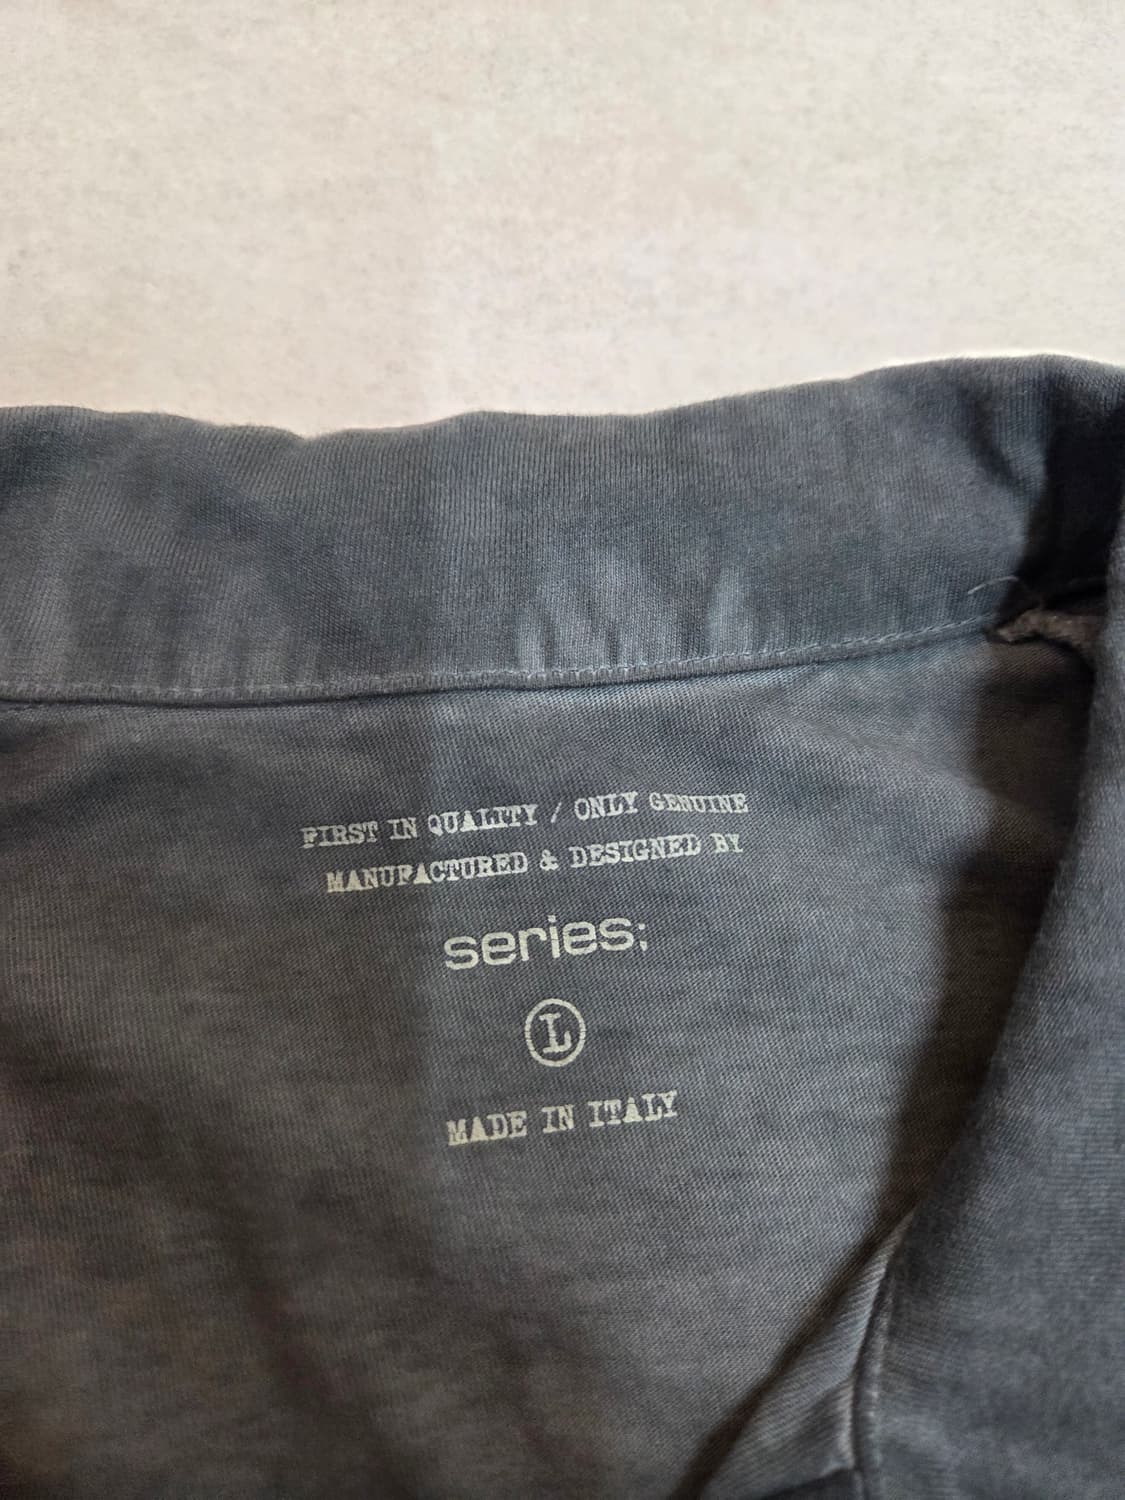 FIRST IN QUALITY / ONLY GENUINE
MANUFACTURED & DESIGNED BY
series;
L
MADE IN ITALY